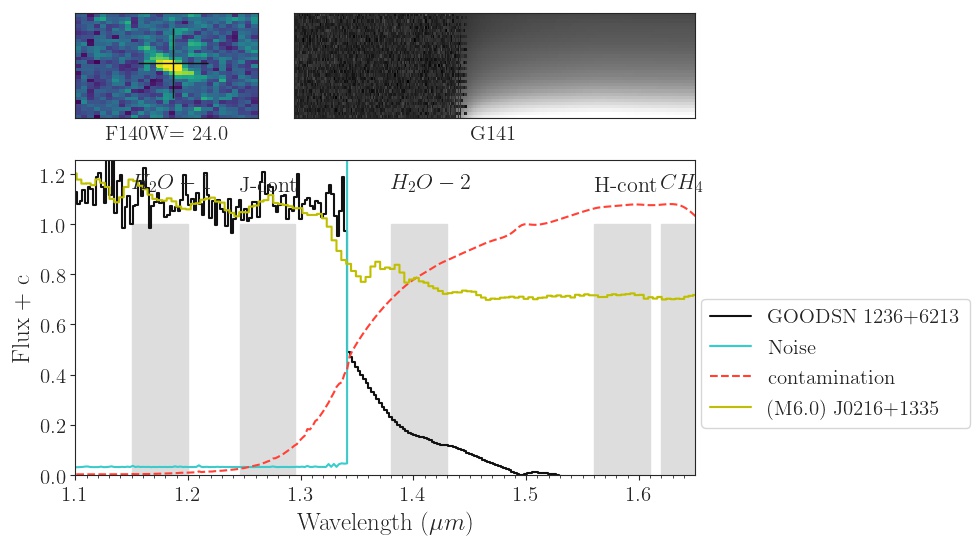 F140W= 24.0
G141
H₂O − 1
J-cont
H₂O − 2
H-cont
CH₄
1.2
1.0
0.8
0.6
0.4
0.2
0.0
Flux + c
1.1
1.2
1.3
1.4
1.5
1.6
Wavelength (μm)
GOODSN 1236+6213
Noise
contamination
(M6.0) J0216+1335